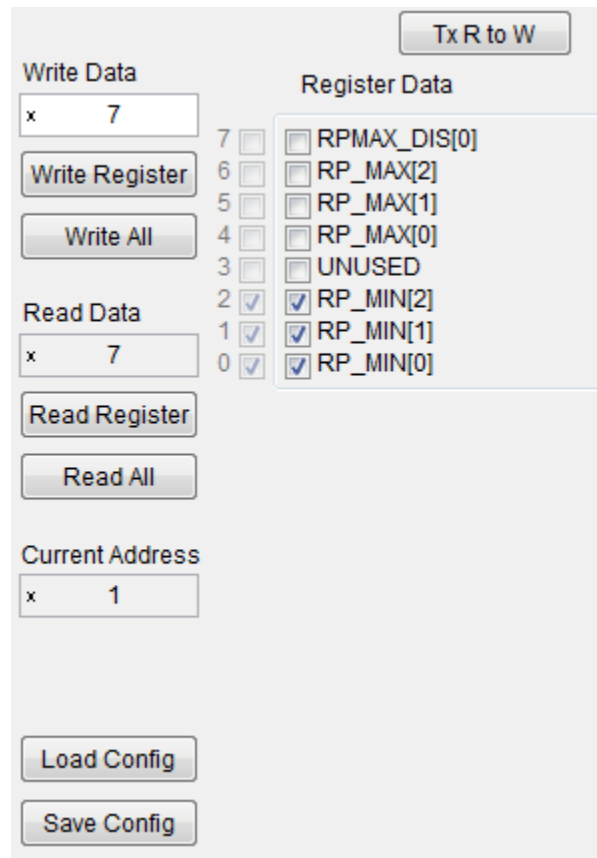 Tx R to W
Write Data
Register Data
x 7
Write Register
Write All
7 RPMAX_DIS[0]
6 RP_MAX[2]
5 RP_MAX[1]
4 RP_MAX[0]
3 UNUSED
2 RP_MIN[2]
1 RP_MIN[1]
0 RP_MIN[0]
Read Data
x 7
Read Register
Read All
Current Address
x 1
Load Config
Save Config